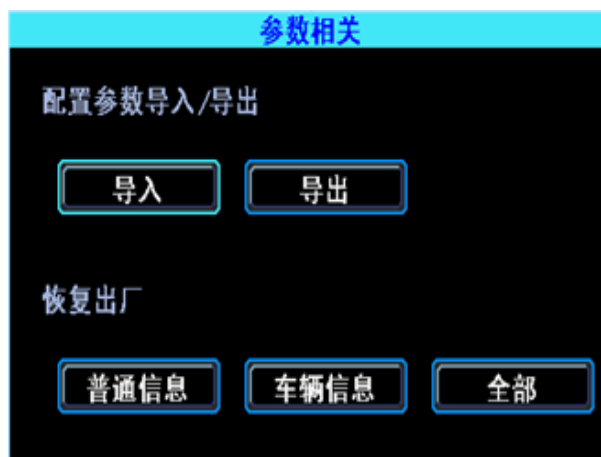 参数相关
配置参数导入/导出
导入 导出
恢复出厂
普通信息 车辆信息 全部